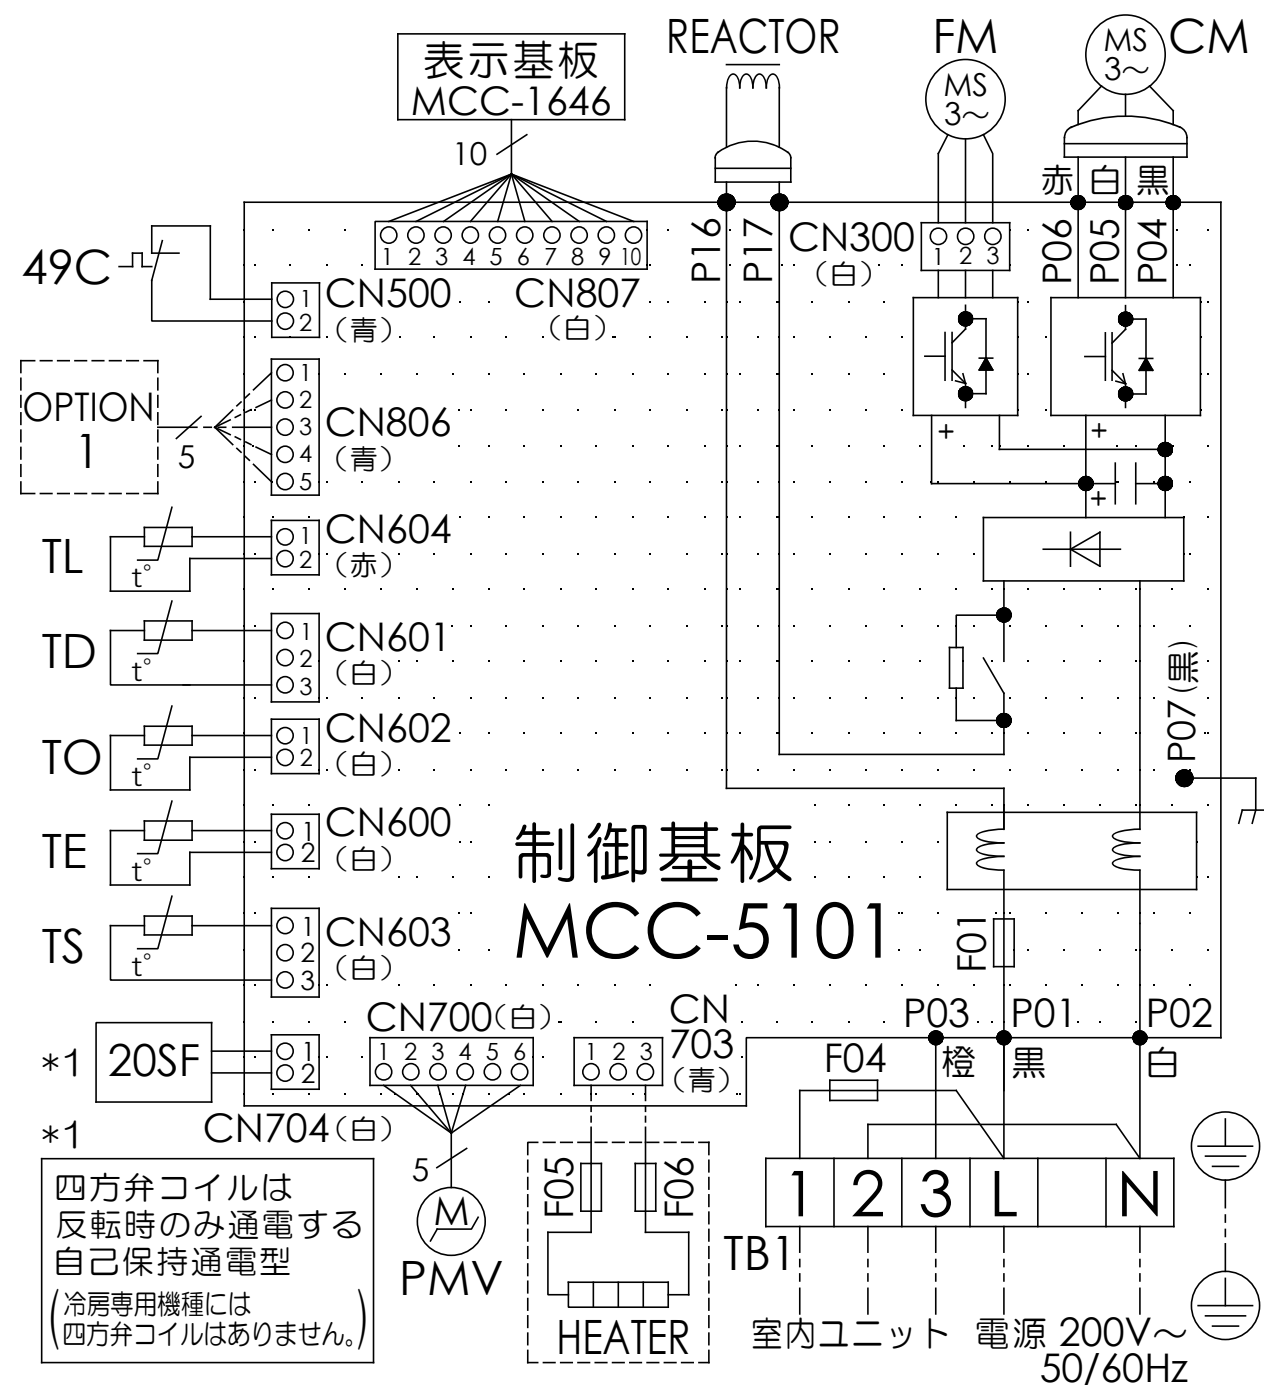 表示基板
MCC-1646
10
REACTOR
FM
MS
3～
CM
MS
3～
赤 白 黒
P16
P17
CN300
（白）
1 2 3
P06
P05
P04
1 2 3 4 5 6 7 8 9 10
CN807
（白）
49C
1
2
CN500
（青）
OPTION
1
5
1
2
3
4
5
CN806
（青）
+
+
+
TL
t°
1
2
CN604
（赤）
TD
t°
1
2
3
CN601
（白）
TO
t°
1
2
CN602
（白）
P07（黒）
TE
t°
1
2
CN600
（白）
制御基板
MCC-5101
TS
t°
1
2
3
CN603
（白）
F01
*1
20SF
1
2
CN704（白）
CN700（白）
1 2 3 4 5 6
CN
703
（青）
1 2 3
P03
P01
P02
橙
黒
白
F04
5
M
PMV
F05
F06
HEATER
1 2 3 L N
TB1
室内ユニット
電源 200V～
50/60Hz
*1
四方弁コイルは
反転時のみ通電する
自己保持通電型
（冷房専用機種には
四方弁コイルはありません。）